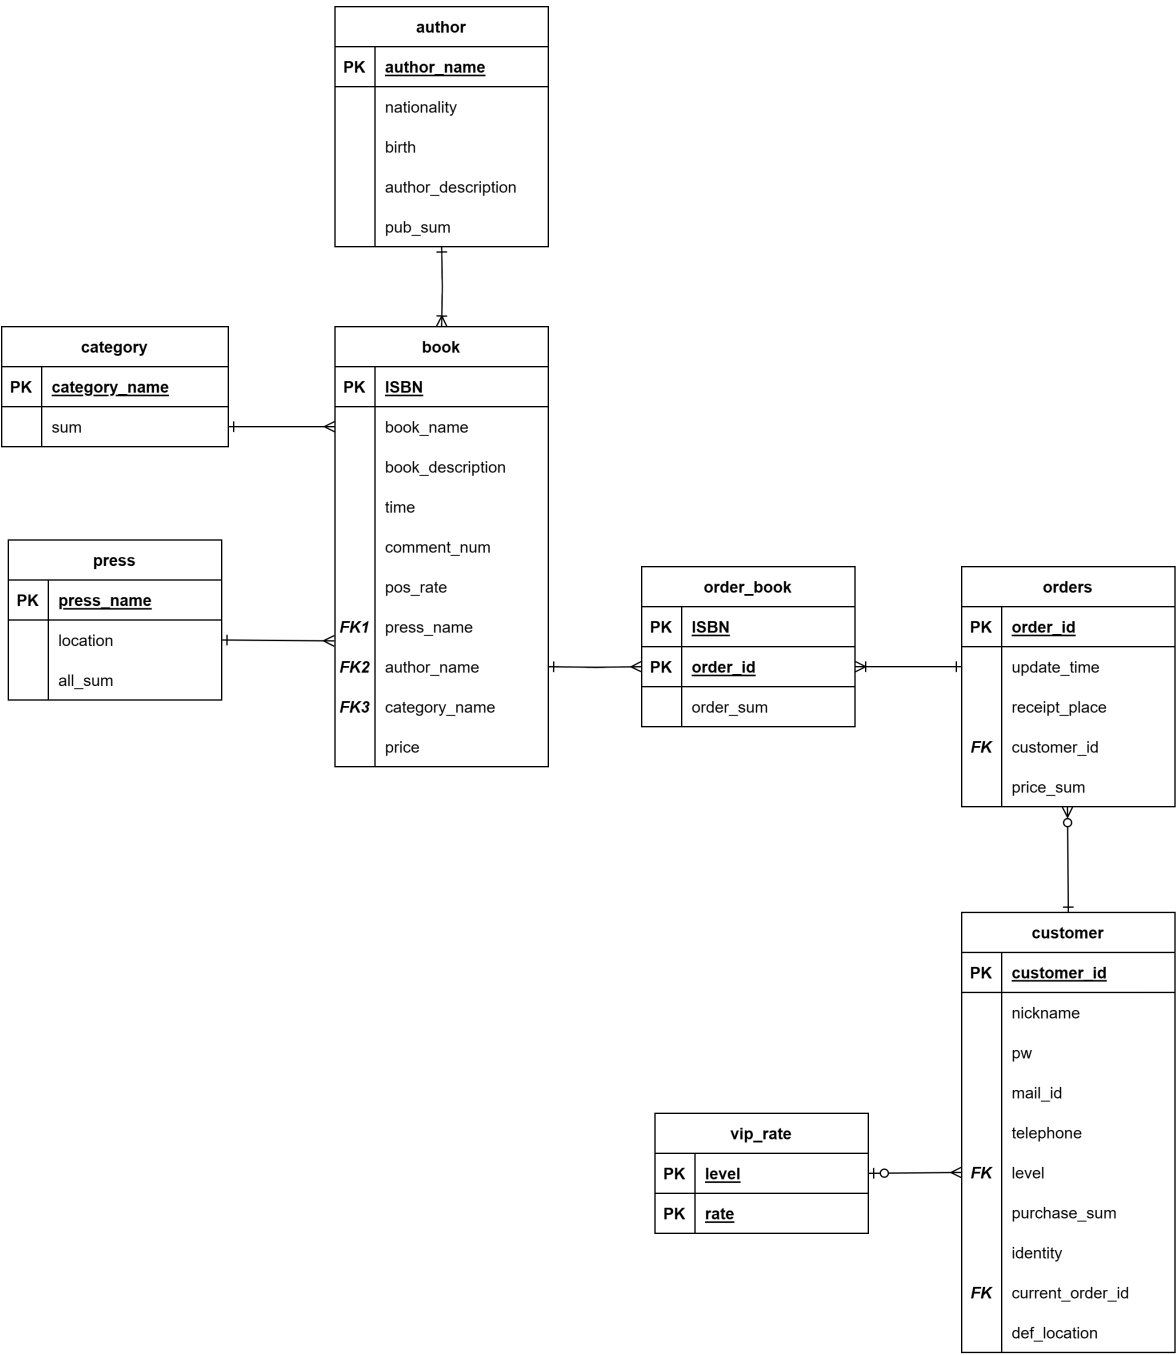 author
PK author_name
nationality
birth
author_description
pub_sum
category
PK category_name
sum
book
PK ISBN
book_name
book_description
time
comment_num
pos_rate
FK1 press_name
FK2 author_name
FK3 category_name
price
press
PK press_name
location
all_sum
order_book
PK ISBN
PK order_id
order_sum
orders
PK order_id
update_time
receipt_place
FK customer_id
price_sum
customer
PK customer_id
nickname
pw
mail_id
telephone
FK level
purchase_sum
identity
FK current_order_id
def_location
vip_rate
PK level
PK rate